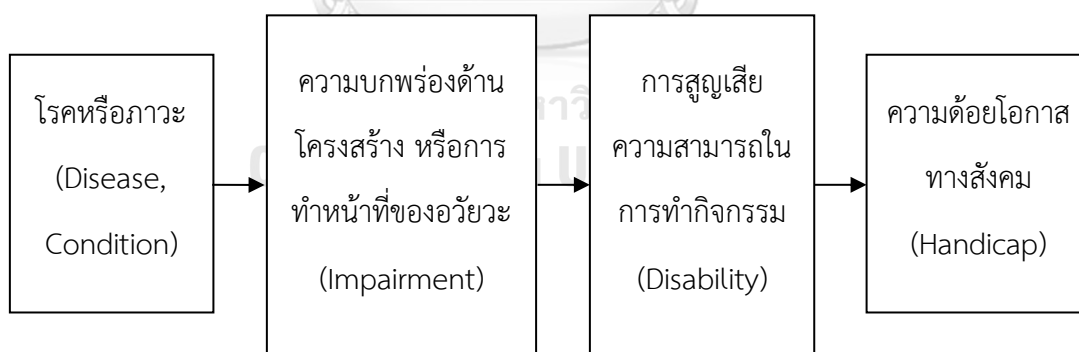 โรคหรือภาวะ
(Disease,
Condition)
ความบกพร่องด้าน
โครงสร้าง หรือการ
ทำหน้าที่ของอวัยวะ
(Impairment)
การสูญเสีย
ความสามารถใน
การทำกิจกรรม
(Disability)
ความด้อยโอกาส
ทางสังคม
(Handicap)